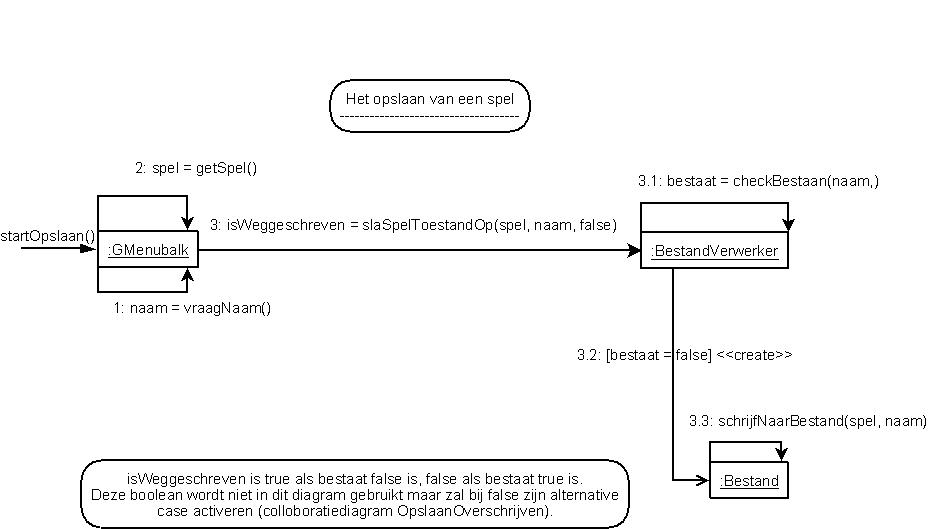 Het opslaan van een spel
2: spel = getSpel()
3.1: bestaat = checkBestaan(naam,)
startOpslaan()
3: isWeggeschreven = slaSpelToestandOp(spel, naam, false)
:GMenubalk
:BestandVerwerker
1: naam = vraagNaam()
3.2: [bestaat = false] <<create>>
3.3: schrijfNaarBestand(spel, naam)
:Bestand
isWeggeschreven is true als bestaat false is, false als bestaat true is.
Deze boolean wordt niet in dit diagram gebruikt maar zal bij false zijn alternative
case activeren (colloboratiediagram OpslaanOverschrijven).